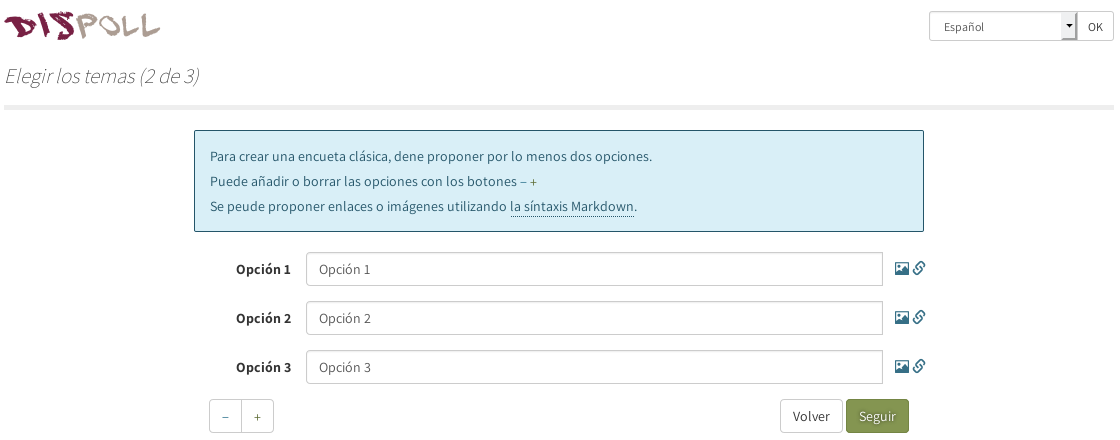 DISPOLL
Español OK
Elegir los temas (2 de 3)
Para crear una encueta clásica, dene proponer por lo menos dos opciones.
Puede añadir o borrar las opciones con los botones – +
Se peude proponer enlaces o imágenes utilizando la síntaxis Markdown.
Opción 1 Opción 1
Opción 2 Opción 2
Opción 3 Opción 3
– + Volver Seguir